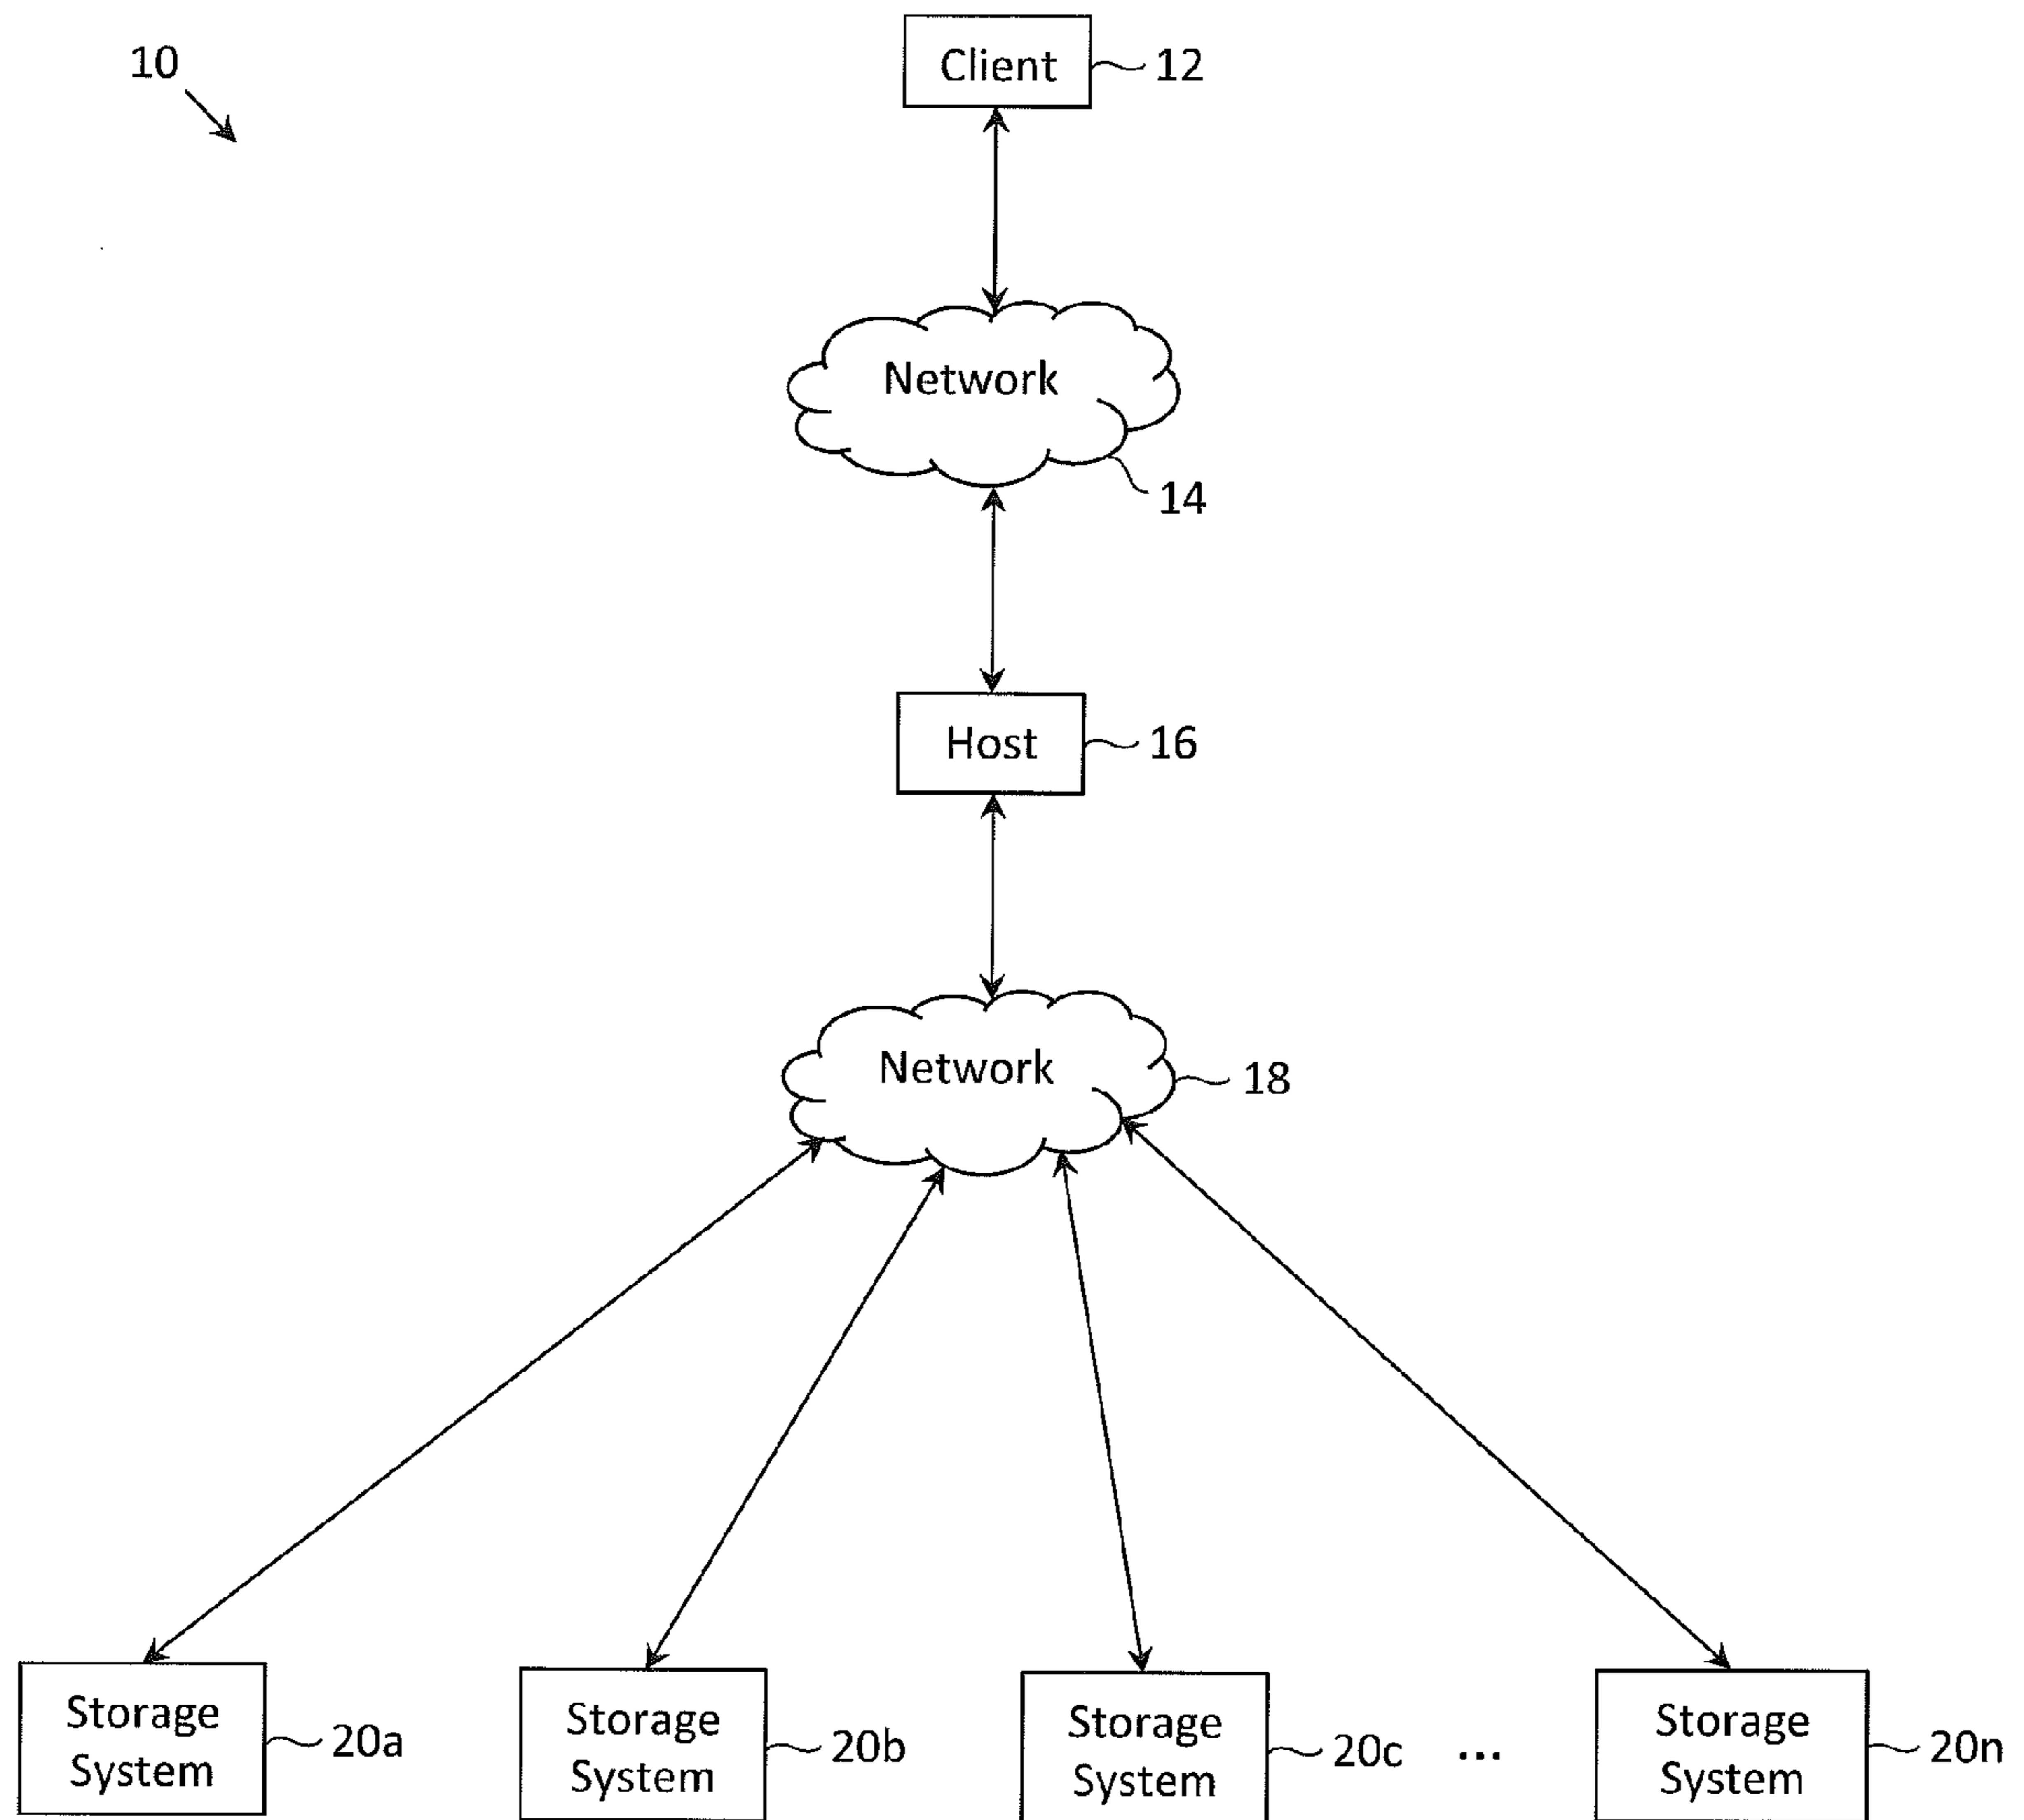 10
Client 12
Network
14
Host 16
Network
18
Storage
System
20a
Storage
System
20b
Storage
System
20c
...
Storage
System
20n